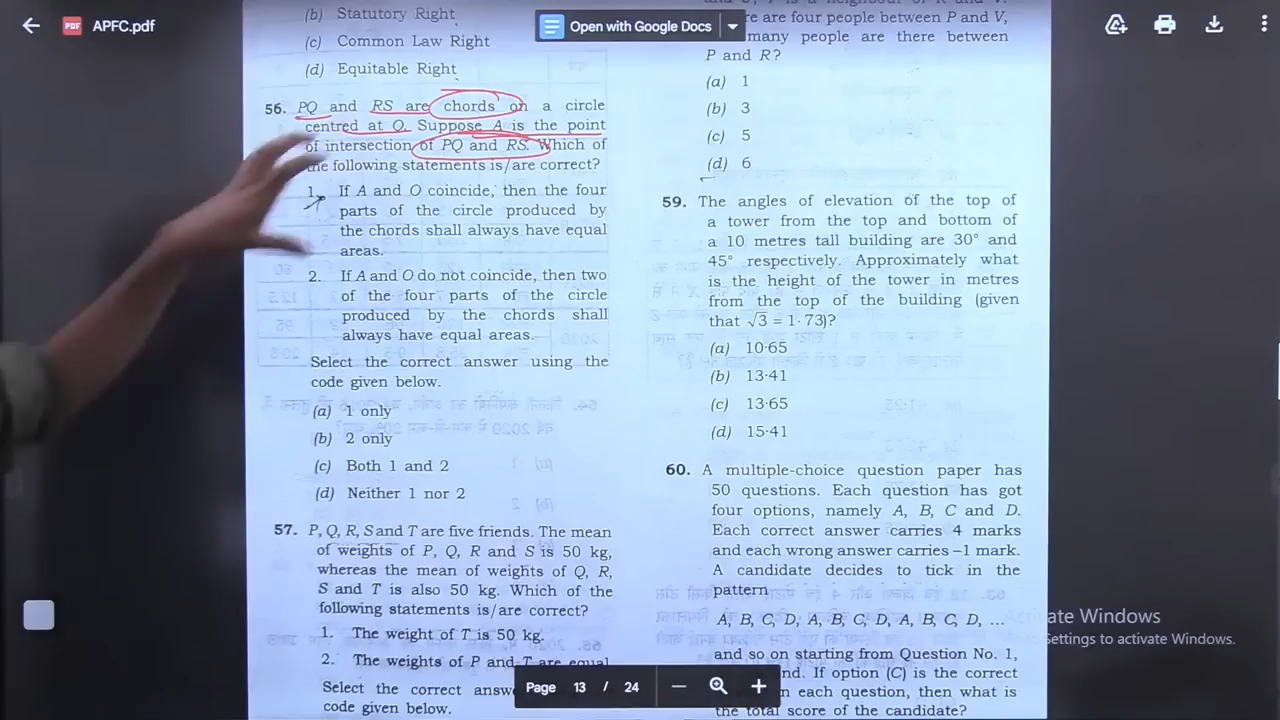 APFC.pdf
Open with Google Docs
(b) Statutory Right
(c) Common Law Right
(d) Equitable Right
56. PQ and RS are chords on a circle
centred at O. Suppose A is the point
of intersection of PQ and RS. Which of
the following statements is/are correct?
1. If A and O coincide, then the four
parts of the circle produced by
the chords shall always have equal
areas.
2. If A and O do not coincide, then two
of the four parts of the circle
produced by the chords shall
always have equal areas.
Select the correct answer using the
code given below.
(a) 1 only
(b) 2 only
(c) Both 1 and 2
(d) Neither 1 nor 2
57. P, Q, R, S and T are five friends. The mean
of weights of P, Q, R and S is 50 kg,
whereas the mean of weights of Q, R,
S and T is also 50 kg. Which of the
following statements is/are correct?
1. The weight of T is 50 kg.
2. The weights of P and T are equal
Select the correct answ
code given below.
re are four people between P and V,
many people are there between
P and R?
(a) 1
(b) 3
(c) 5
(d) 6
59. The angles of elevation of the top of
a tower from the top and bottom of
a 10 metres tall building are 30° and
45° respectively. Approximately what
is the height of the tower in metres
from the top of the building (given
that √3 = 1·73)?
(a) 10·65
(b) 13·41
(c) 13·65
(d) 15·41
60. A multiple-choice question paper has
50 questions. Each question has got
four options, namely A, B, C and D.
Each correct answer carries 4 marks
and each wrong answer carries –1 mark.
A candidate decides to tick in the
pattern
A, B, C, D, A, B, C, D, A, B, C, D, ...
and so on starting from Question No. 1,
nd. If option (C) is the correct
n each question, then what is
the total score of the candidate?
Page 13 / 24
ate Windows
Settings to activate Windows.